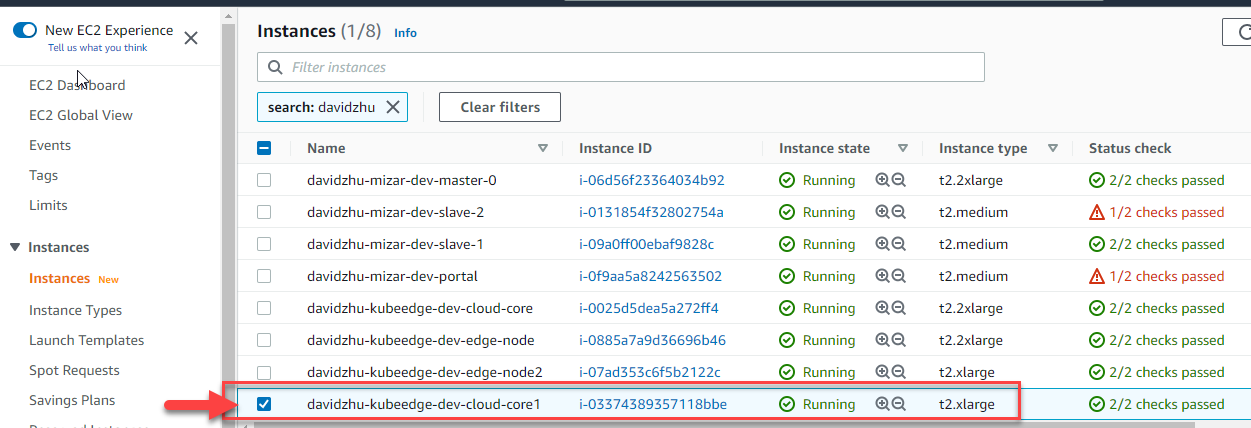 New EC2 Experience
Tell us what you think
EC2 Dashboard
EC2 Global View
Events
Tags
Limits
Instances
Instances New
Instance Types
Launch Templates
Spot Requests
Savings Plans
Instances (1/8) Info
Filter instances
search: davidzhu
Clear filters
Name Instance ID Instance state Instance type Status check
davidzhu-mizar-dev-master-0 i-06d56f23364034b92 Running t2.2xlarge 2/2 checks passed
davidzhu-mizar-dev-slave-2 i-0131854f32802754a Running t2.medium 1/2 checks passed
davidzhu-mizar-dev-slave-1 i-09a0ff00ebaf9828c Running t2.medium 2/2 checks passed
davidzhu-mizar-dev-portal i-0f9aa5a8242563502 Running t2.medium 1/2 checks passed
davidzhu-kubeedge-dev-cloud-core i-0025d5dea5a272ff4 Running t2.2xlarge 2/2 checks passed
davidzhu-kubeedge-dev-edge-node i-0885a7a9d36696b46 Running t2.2xlarge 2/2 checks passed
davidzhu-kubeedge-dev-edge-node2 i-07ad353c6f5b2122c Running t2.xlarge 2/2 checks passed
davidzhu-kubeedge-dev-cloud-core1 i-03374389357118bbe Running t2.xlarge 2/2 checks passed